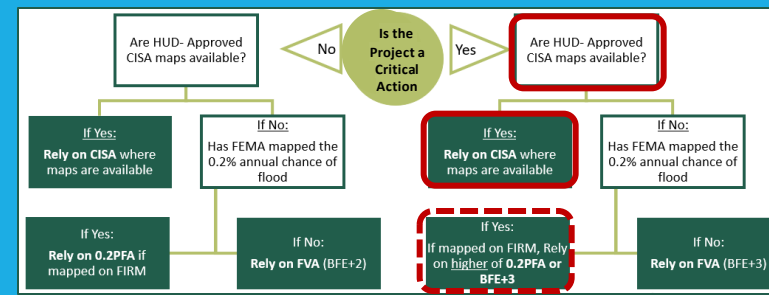 Is the
Project a
Critical
Action
No
Yes
Are HUD- Approved
CISA maps available?
If Yes:
Rely on CISA where
maps are available
If No:
Has FEMA mapped the
0.2% annual chance of
flood
If Yes:
Rely on 0.2PFA if
mapped on FIRM
If No:
Rely on FVA (BFE+2)
Are HUD- Approved
CISA maps available?
If Yes:
Rely on CISA where
maps are available
If No:
Has FEMA mapped the
0.2% annual chance of
flood
If Yes:
If mapped on FIRM, Rely
on higher of 0.2PFA or
BFE+3
If No:
Rely on FVA (BFE+3)